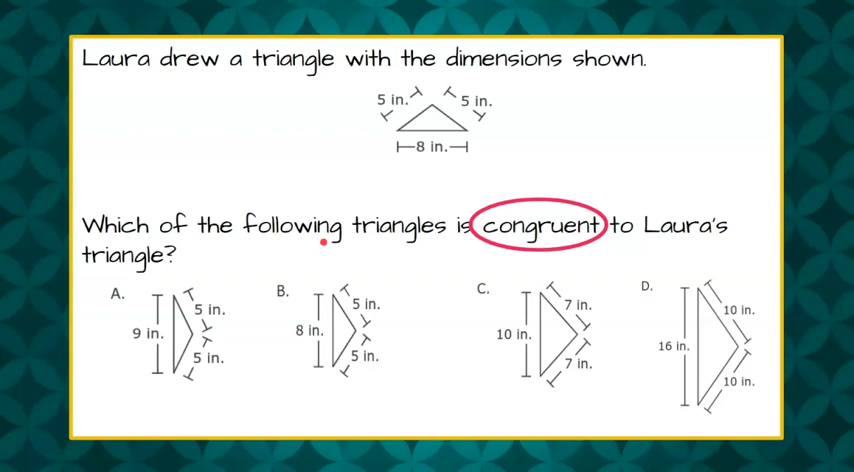 Laura drew a triangle with the dimensions shown.
5 in. 5 in.
8 in.
Which of the following triangles is congruent to Laura's
triangle?
A.
5 in.
9 in.
5 in.
B.
5 in.
8 in.
5 in.
C.
7 in.
10 in.
7 in.
D.
10 in.
16 in.
10 in.